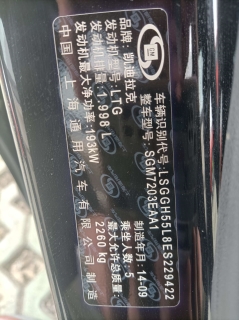 GM
品牌：凯迪拉克
车辆识别代号：LSGGH55L8ES229422
发动机型号：LTG
整车型号：SGM7203EAA1
发动机排量：1.998 L
制造年月：14-09
发动机最大净功率：193kW
乘坐人数：5
最大允许总质量：2260 kg
中国 上海通用汽车有限公司制造